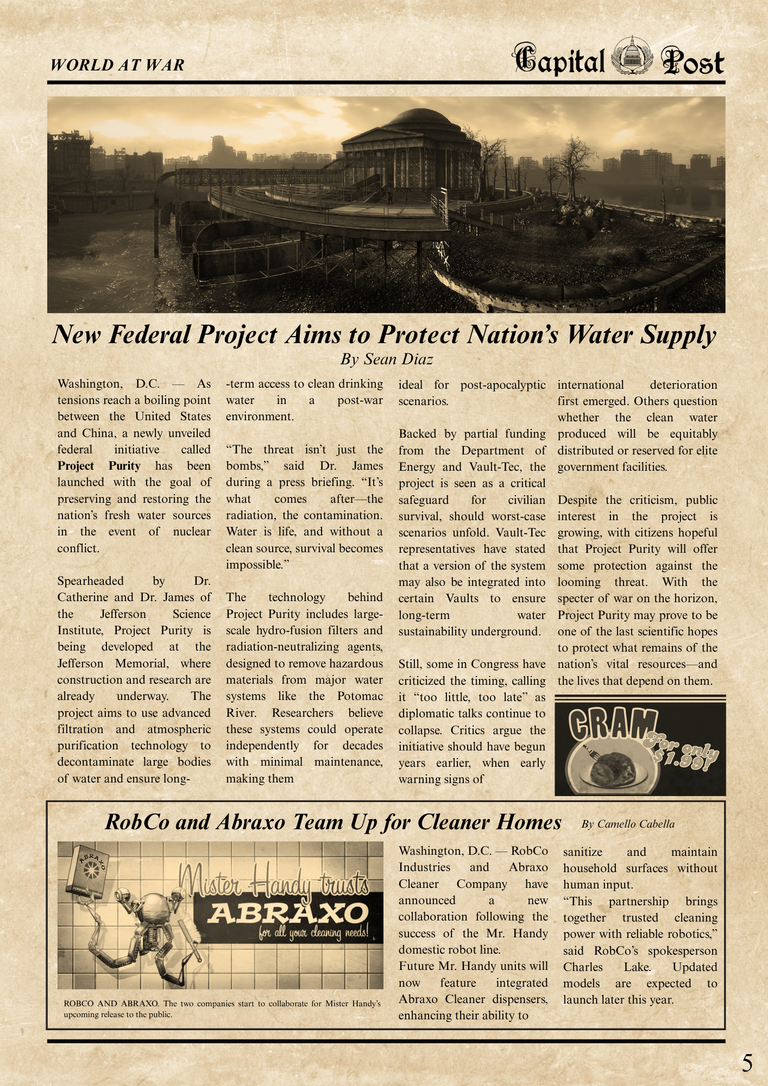 WORLD AT WAR
Capital Post
New Federal Project Aims to Protect Nation's Water Supply
By Sean Diaz
Washington, D.C. — As
tensions reach a boiling point
between the United States
and China, a newly unveiled
federal initiative called
Project Purity has been
launched with the goal of
preserving and restoring the
nation's fresh water sources
in the event of nuclear
conflict.
Spearheaded by Dr.
Catherine and Dr. James of
the Jefferson Science
Institute, Project Purity is
being developed at the
Jefferson Memorial, where
construction and research are
already underway. The
project aims to use advanced
filtration and atmospheric
purification technology to
decontaminate large bodies
of water and ensure long-
-term access to clean drinking
water in a post-war
environment.
“The threat isn't just the
bombs,” said Dr. James
during a press briefing. “It's
what comes after—the
radiation, the contamination.
Water is life, and without a
clean source, survival becomes
impossible.”
The technology behind
Project Purity includes large-
scale hydro-fusion filters and
radiation-neutralizing agents,
designed to remove hazardous
materials from major water
systems like the Potomac
River. Researchers believe
these systems could operate
independently for decades
with minimal maintenance,
making them
ideal for post-apocalyptic
scenarios.
Backed by partial funding
from the Department of
Energy and Vault-Tec, the
project is seen as a critical
safeguard for civilian
survival, should worst-case
scenarios unfold. Vault-Tec
representatives have stated
that a version of the system
may also be integrated into
certain Vaults to ensure
long-term water
sustainability underground.
Still, some in Congress have
criticized the timing, calling
it “too little, too late” as
diplomatic talks continue to
collapse. Critics argue the
initiative should have begun
years earlier, when early
warning signs of
international deterioration
first emerged. Others question
whether the clean water
produced will be equitably
distributed or reserved for elite
government facilities.
Despite the criticism, public
interest in the project is
growing, with citizens hopeful
that Project Purity will offer
some protection against the
looming threat. With the
specter of war on the horizon,
Project Purity may prove to be
one of the last scientific hopes
to protect what remains of the
nation's vital resources—and
the lives that depend on them.
CRAM
For only
$1.99!
RobCo and Abraxo Team Up for Cleaner Homes
By Camello Cabella
ABRAXO
Mister Handy trusts
ABRAXO
for all your cleaning needs!
ROBCO AND ABRAXO. The two companies start to collaborate for Mister Handy's
upcoming release to the public.
Washington, D.C. — RobCo
Industries and Abraxo
Cleaner Company have
announced a new
collaboration following the
success of the Mr. Handy
domestic robot line.
Future Mr. Handy units will
now feature integrated
Abraxo Cleaner dispensers,
enhancing their ability to
sanitize and maintain
household surfaces without
human input.
“This partnership brings
together trusted cleaning
power with reliable robotics,”
said RobCo's spokesperson
Charles Lake. Updated
models are expected to
launch later this year.
5